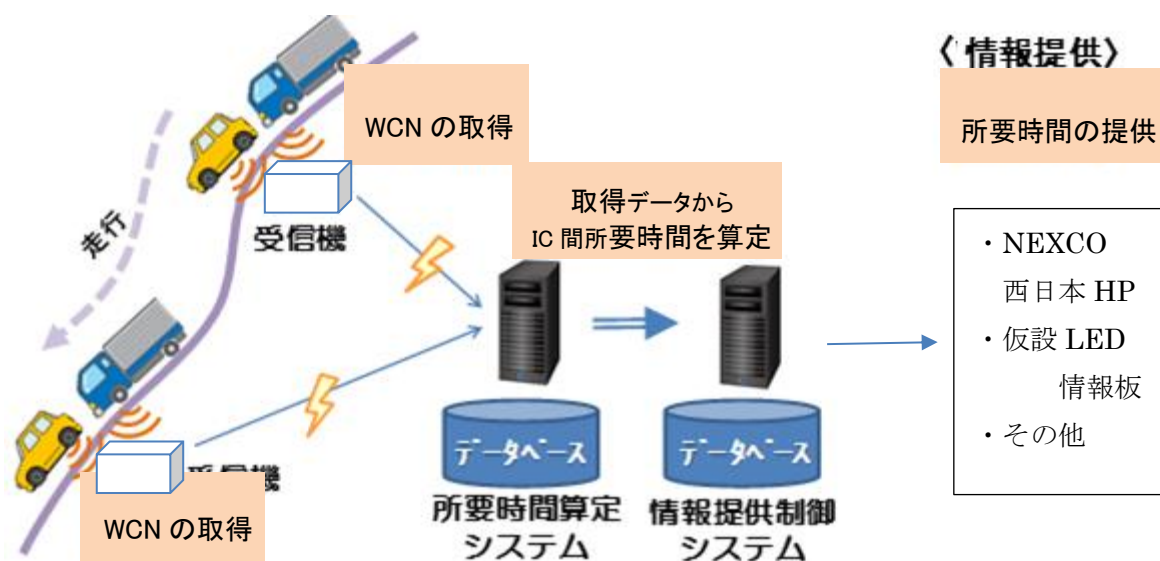 〈情報提供〉
WCN の取得
所要時間の提供
取得データから
IC 間所要時間を算定
走行
受信機
・NEXCO
西日本 HP
・仮設 LED
情報板
・その他
データベース
データベース
受信機
WCN の取得
所要時間算定
システム
情報提供制御
システム